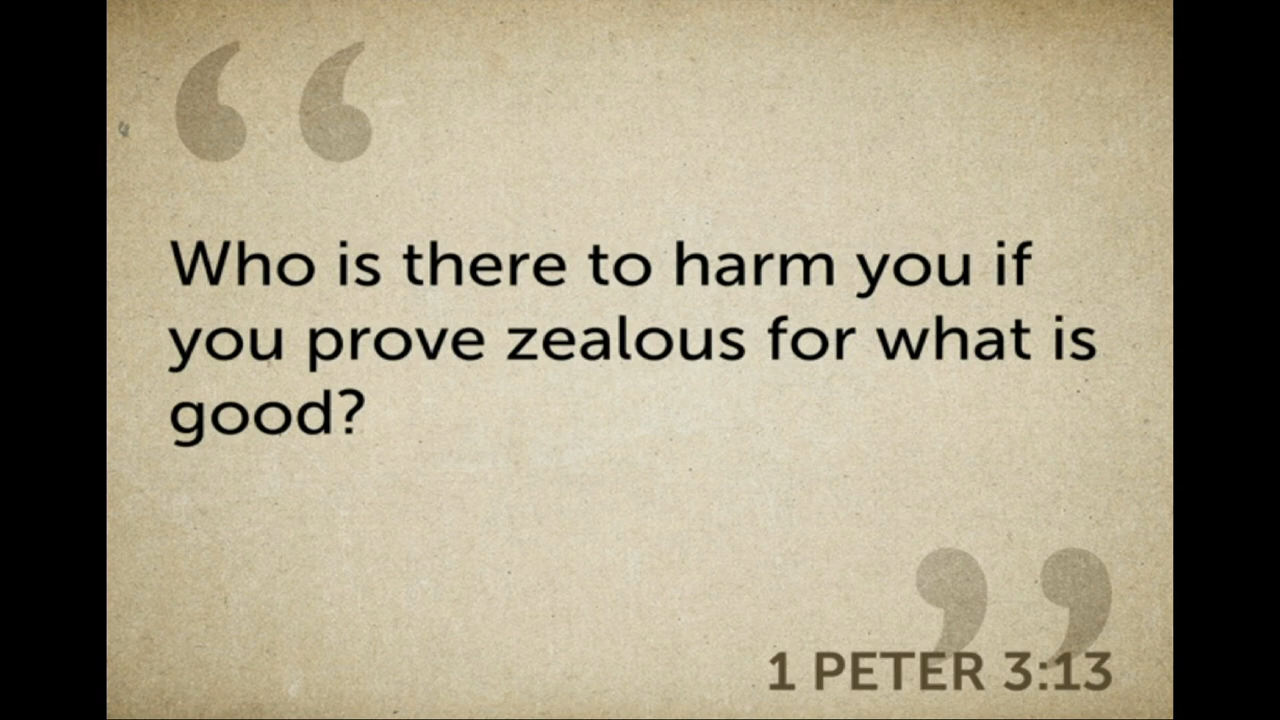 “
Who is there to harm you if
you prove zealous for what is
good?
”
1 PETER 3:13